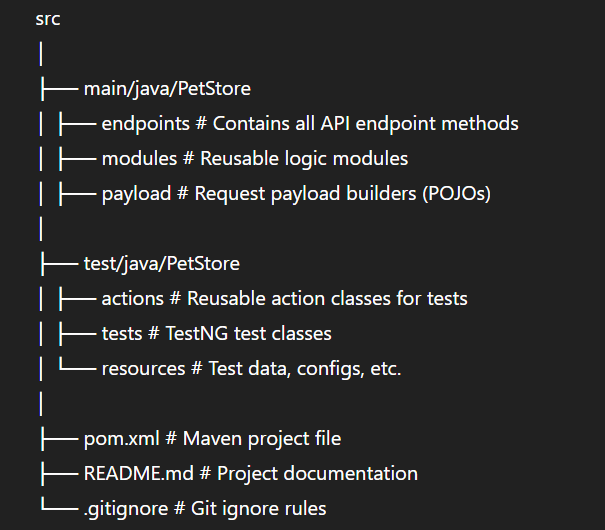 src
│
├── main/java/PetStore
│ ├── endpoints # Contains all API endpoint methods
│ ├── modules # Reusable logic modules
│ ├── payload # Request payload builders (POJOs)
│
├── test/java/PetStore
│ ├── actions # Reusable action classes for tests
│ ├── tests # TestNG test classes
│ └── resources # Test data, configs, etc.
│
├── pom.xml # Maven project file
├── README.md # Project documentation
└── .gitignore # Git ignore rules